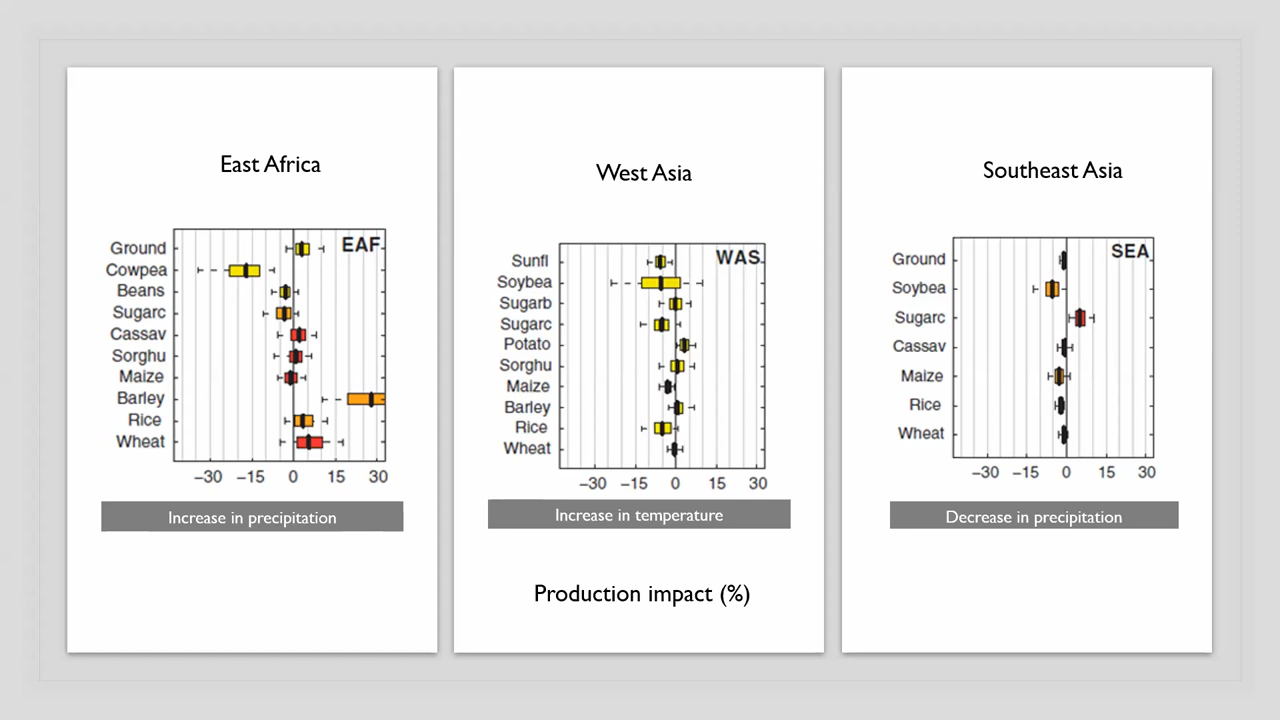 East Africa
EAF
Ground
Cowpea
Beans
Sugarc
Cassav
Sorghu
Maize
Barley
Rice
Wheat
−30 −15 0 15 30
Increase in precipitation
West Asia
WAS
Sunfl
Soybea
Sugarb
Sugarc
Potato
Sorghu
Maize
Barley
Rice
Wheat
−30 −15 0 15 30
Increase in temperature
Production impact (%)
Southeast Asia
SEA
Ground
Soybea
Sugarc
Cassav
Maize
Rice
Wheat
−30 −15 0 15 30
Decrease in precipitation